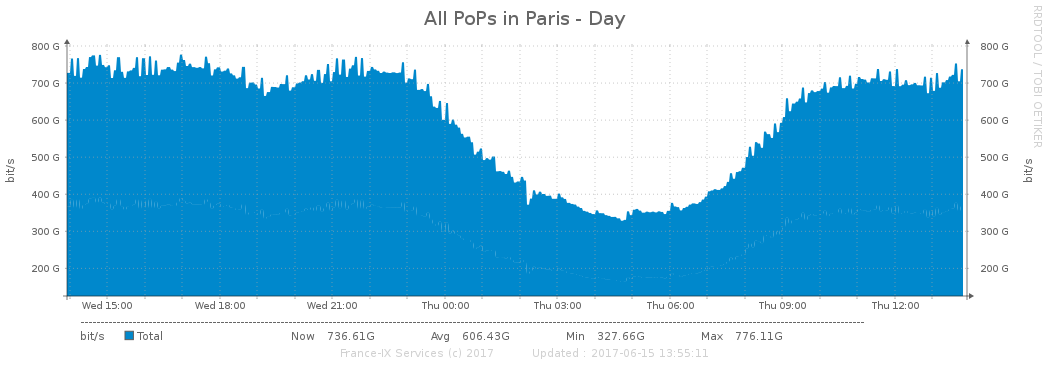 All PoPs in Paris - Day
RRDTOOL / TOBI OETIKER
800 G 800 G
700 G 700 G
600 G 600 G
500 G 500 G
400 G 400 G
300 G 300 G
200 G 200 G
bit/s bit/s
Wed 15:00 Wed 18:00 Wed 21:00 Thu 00:00 Thu 03:00 Thu 06:00 Thu 09:00 Thu 12:00
bit/s Total Now 736.61G Avg 606.43G Min 327.66G Max 776.11G
France-IX Services (c) 2017 Updated : 2017-06-15 13:55:11